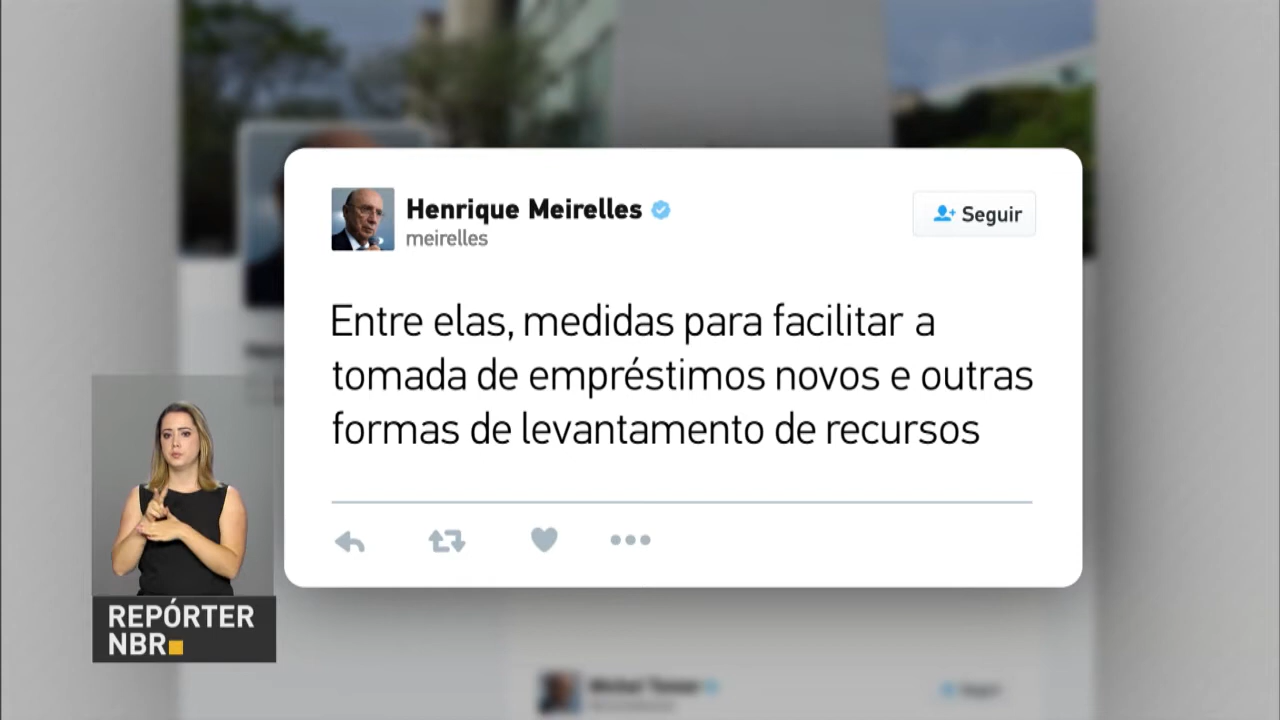 Henrique Meirelles
meirelles
Seguir
Entre elas, medidas para facilitar a
tomada de empréstimos novos e outras
formas de levantamento de recursos
REPÓRTER
NBR